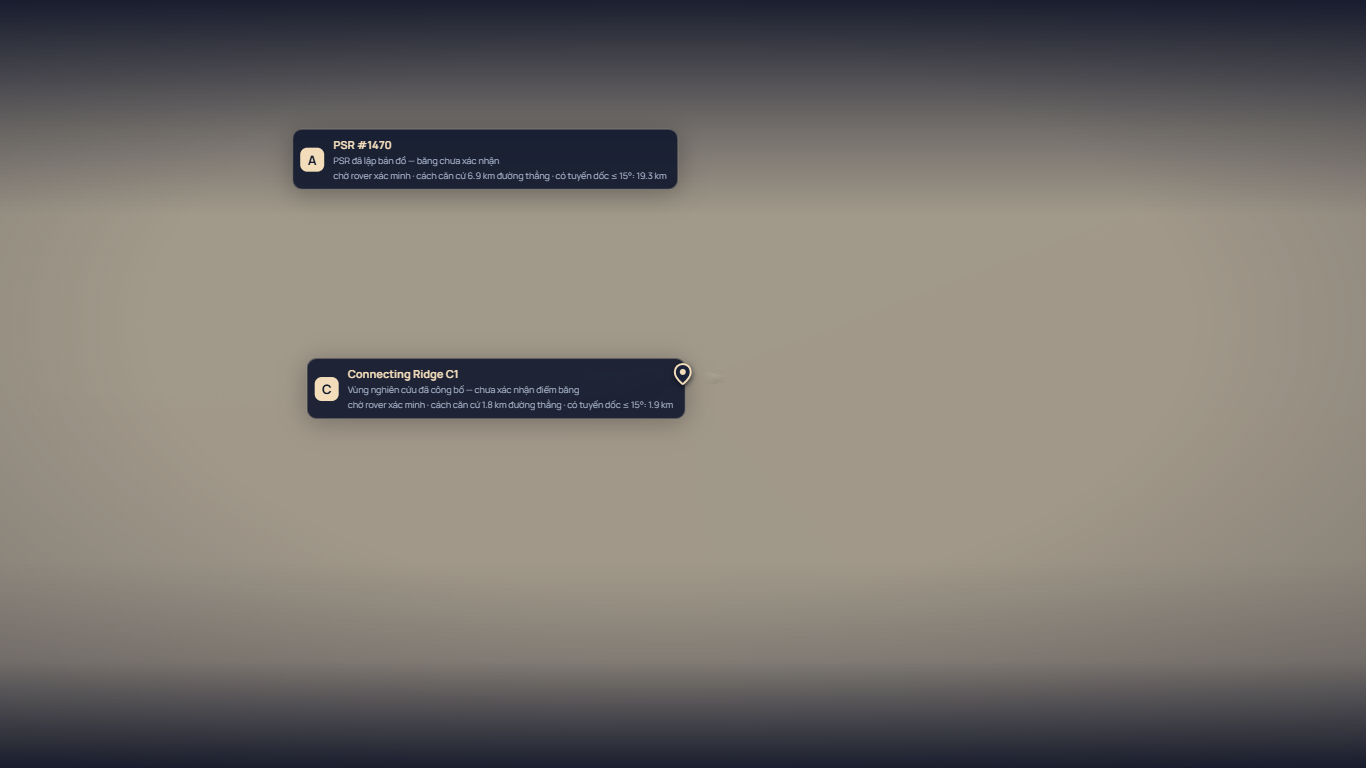 A
PSR #1470
PSR đã lập bản đồ — băng chưa xác nhận
chờ rover xác minh · cách căn cứ 6.9 km đường thẳng · có tuyến dốc ≤ 15°: 19.3 km
C
Connecting Ridge C1
Vùng nghiên cứu đã công bố — chưa xác nhận điểm băng
chờ rover xác minh · cách căn cứ 1.8 km đường thẳng · có tuyến dốc ≤ 15°: 1.9 km